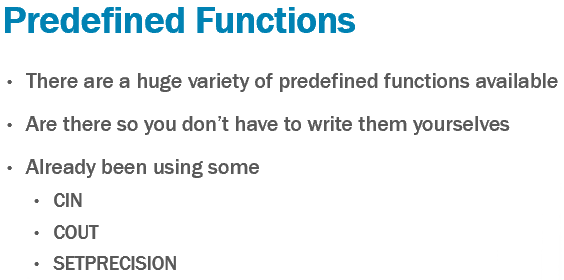 Predefined Functions
• There are a huge variety of predefined functions available
• Are there so you don't have to write them yourselves
• Already been using some
• CIN
• COUT
• SETPRECISION